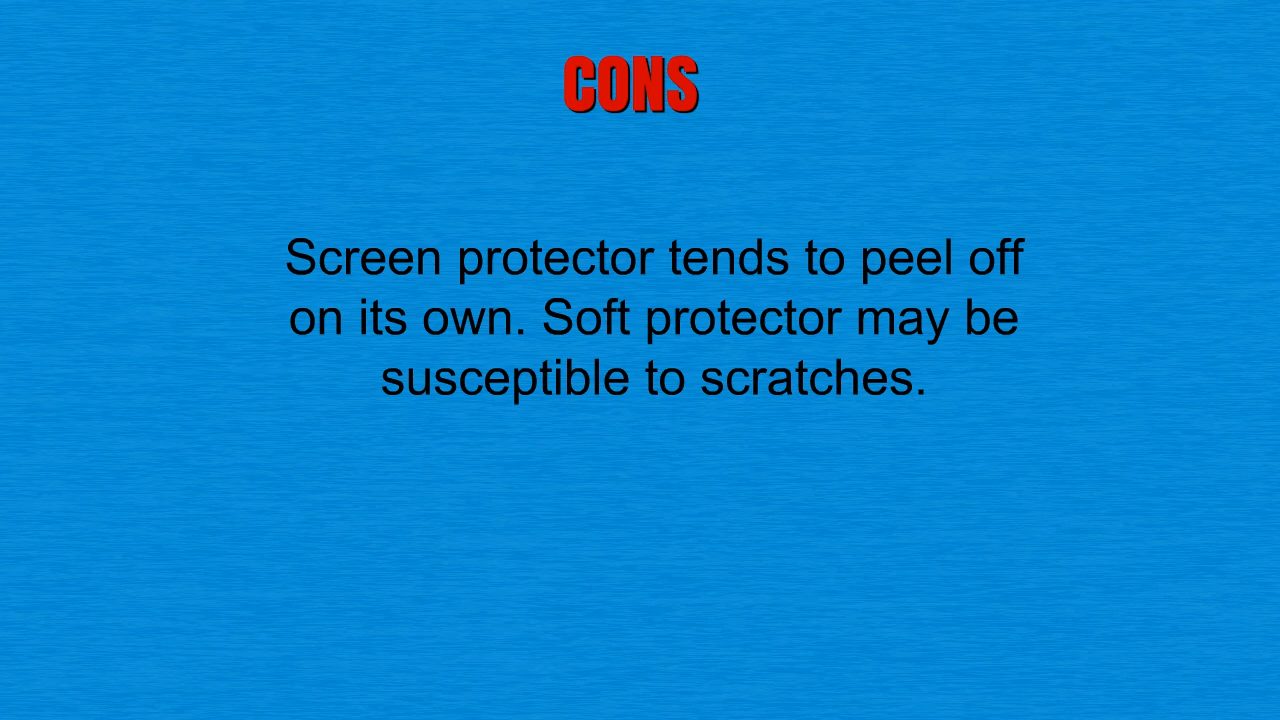 CONS
Screen protector tends to peel off
on its own. Soft protector may be
susceptible to scratches.